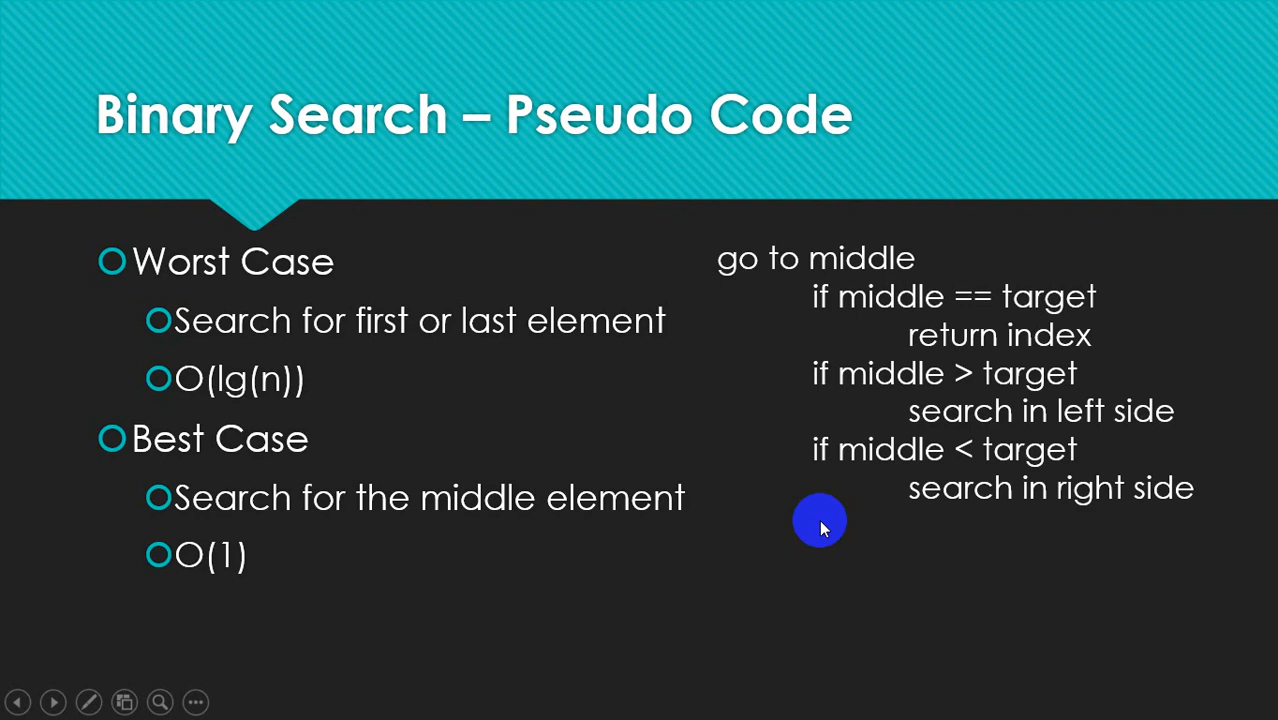 Binary Search – Pseudo Code
Worst Case
Search for first or last element
O(lg(n))
Best Case
Search for the middle element
O(1)
go to middle
if middle == target
return index
if middle > target
search in left side
if middle < target
search in right side